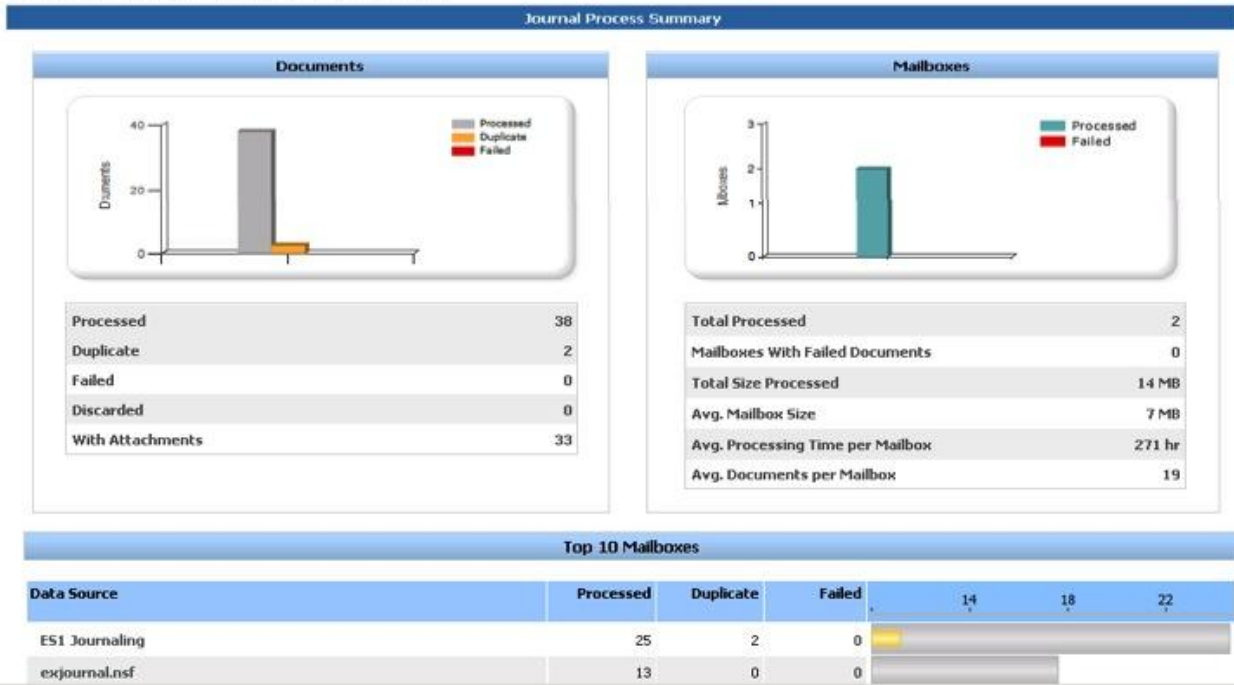 Journal Process Summary
Documents
40
20
0
Processed
Duplicate
Failed
Processed 38
Duplicate 2
Failed 0
Discarded 0
With Attachments 33
Mailboxes
3
2
1
0
Processed
Failed
Total Processed 2
Mailboxes With Failed Documents 0
Total Size Processed 14 MB
Avg. Mailbox Size 7 MB
Avg. Processing Time per Mailbox 271 hr
Avg. Documents per Mailbox 19
Top 10 Mailboxes
Data Source Processed Duplicate Failed 14 18 22
ES1 Journaling 25 2 0
exjournal.nsf 13 0 0